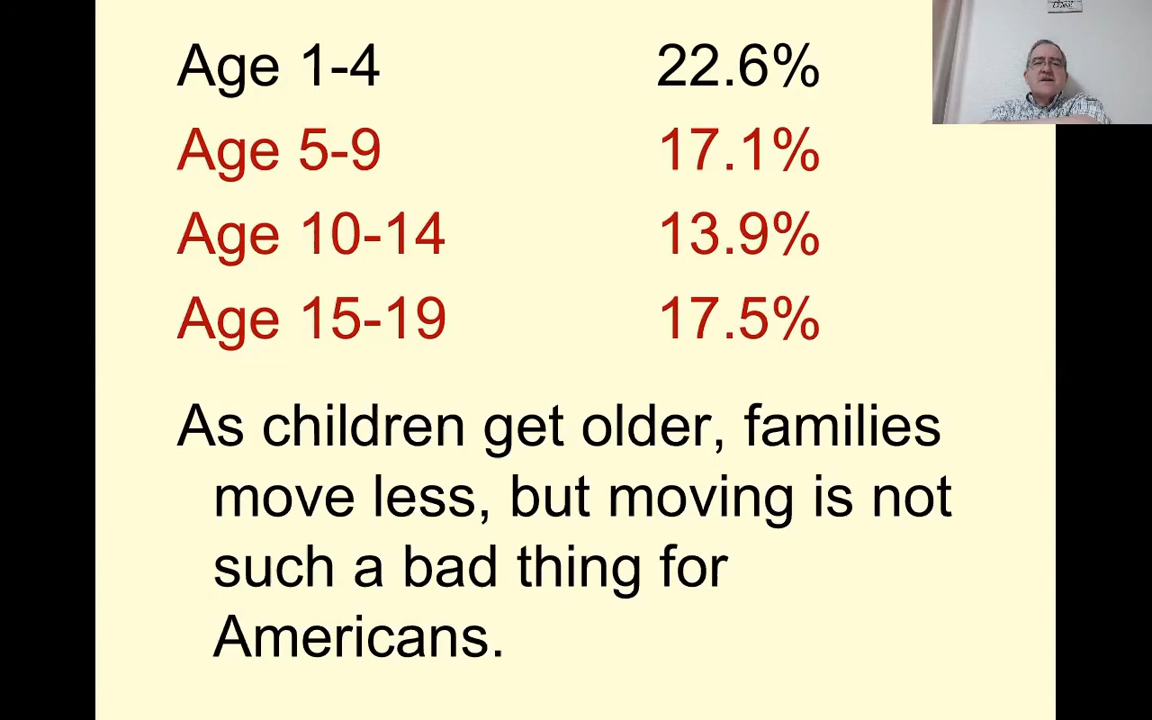 Age 1-4 22.6%
Age 5-9 17.1%
Age 10-14 13.9%
Age 15-19 17.5%
As children get older, families
move less, but moving is not
such a bad thing for
Americans.